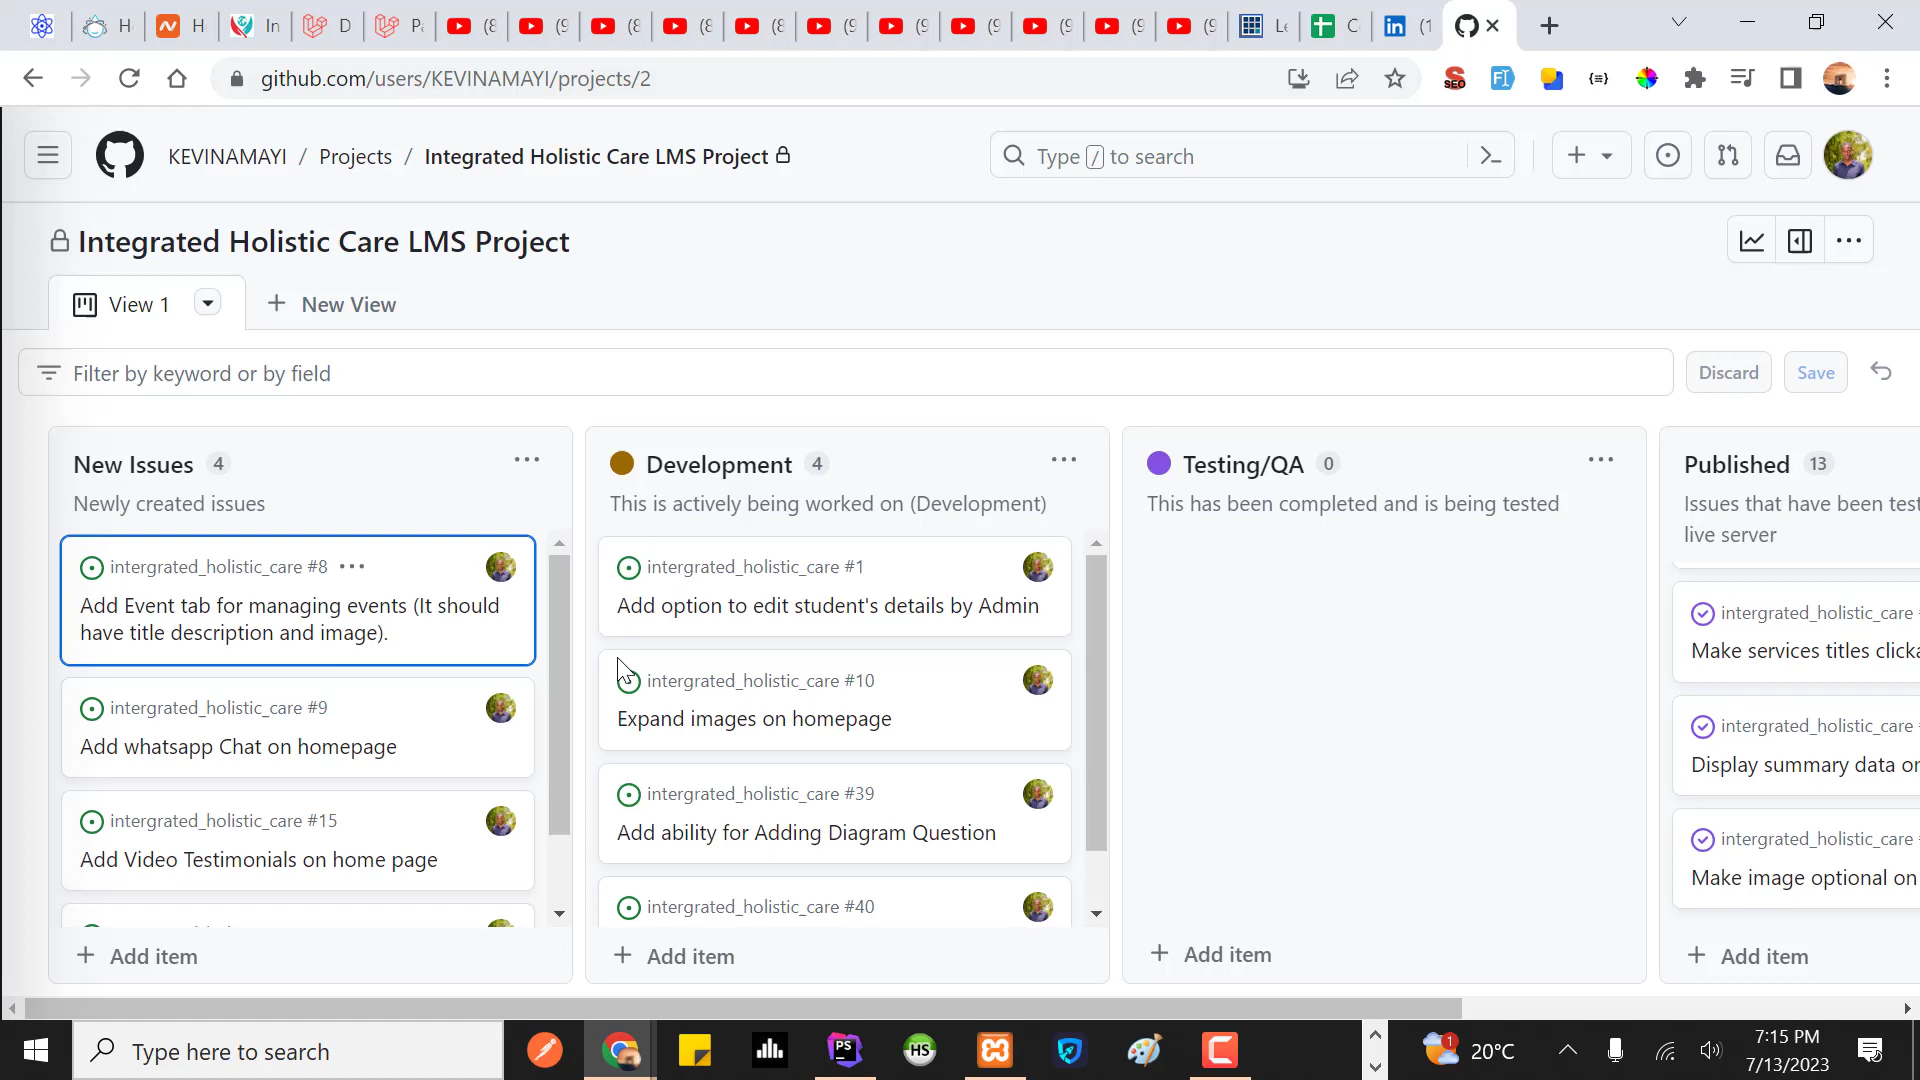 github.com/users/KEVINAMAYI/projects/2
KEVINAMAYI / Projects / Integrated Holistic Care LMS Project
Type / to search
Integrated Holistic Care LMS Project
View 1
New View
Filter by keyword or by field
Discard
Save
New Issues 4
Newly created issues
intergrated_holistic_care #8
Add Event tab for managing events (It should
have title description and image).
intergrated_holistic_care #9
Add whatsapp Chat on homepage
intergrated_holistic_care #15
Add Video Testimonials on home page
+ Add item
Development 4
This is actively being worked on (Development)
intergrated_holistic_care #1
Add option to edit student's details by Admin
intergrated_holistic_care #10
Expand images on homepage
intergrated_holistic_care #39
Add ability for Adding Diagram Question
intergrated_holistic_care #40
+ Add item
Testing/QA 0
This has been completed and is being tested
+ Add item
Published 13
Issues that have been
live server
intergrated_holistic_care
Make services titles
intergrated_holistic_care
Display summary data
intergrated_holistic_care
Make image optional on
+ Add item
Type here to search
20°C
7:15 PM
7/13/2023